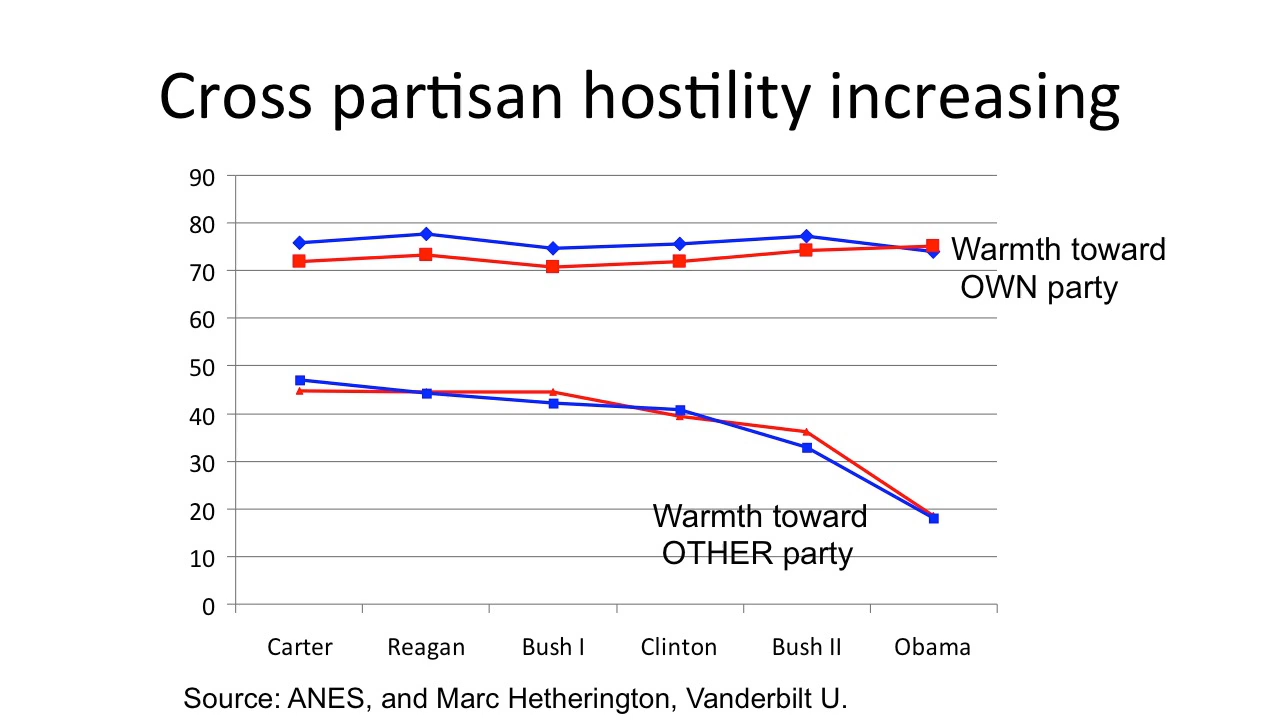 Cross partisan hostility increasing
90
80
70
60
50
40
30
20
10
0
Warmth toward
OWN party
Warmth toward
OTHER party
Carter Reagan Bush I Clinton Bush II Obama
Source: ANES, and Marc Hetherington, Vanderbilt U.